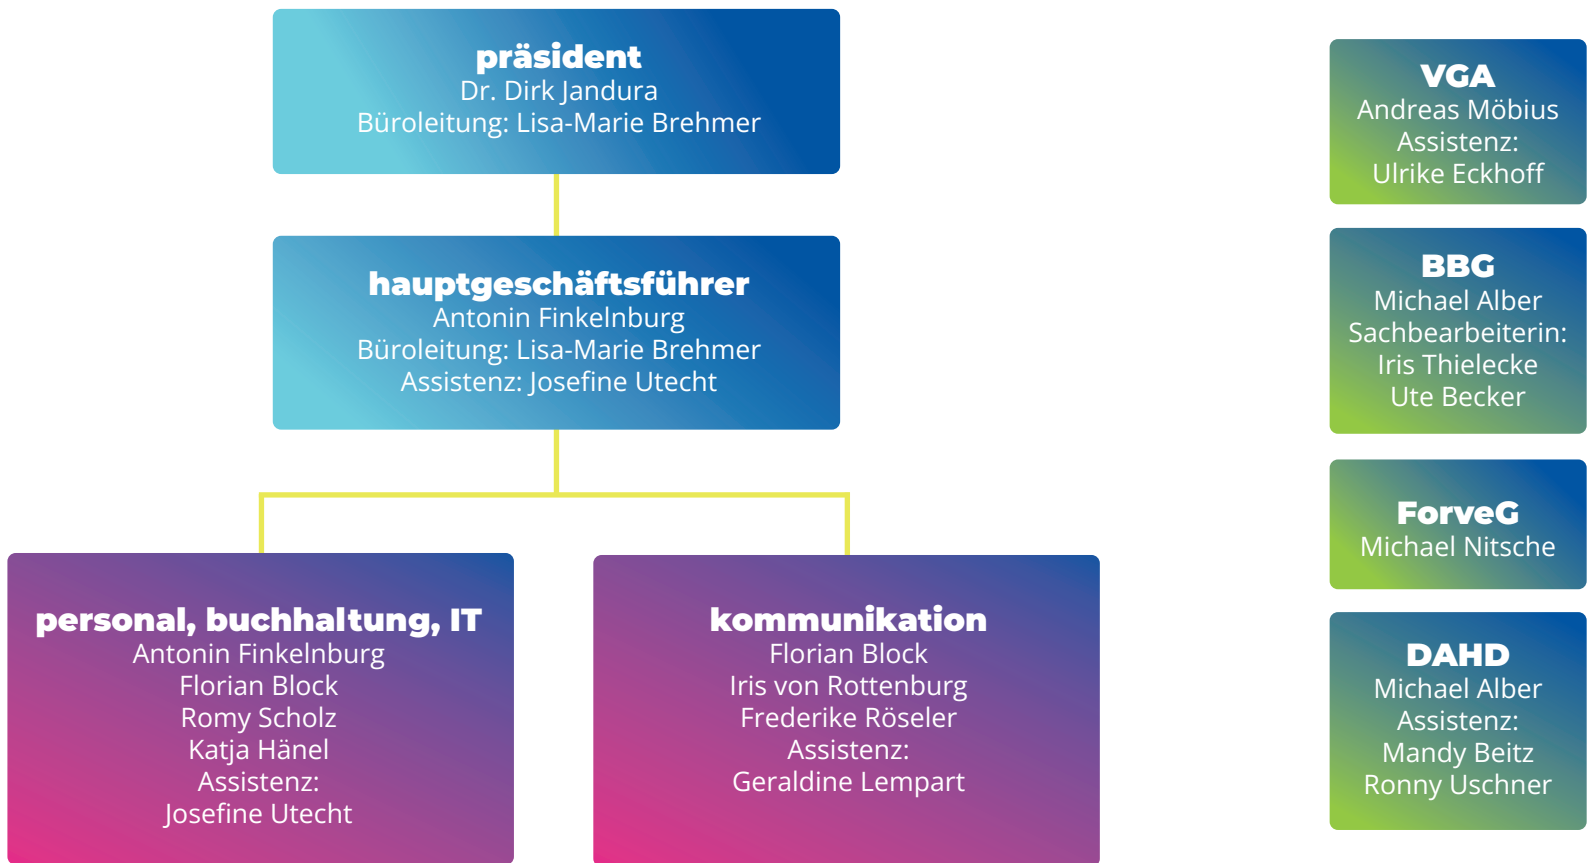 präsident
Dr. Dirk Jandura
Büroleitung: Lisa-Marie Brehmer
hauptgeschäftsführer
Antonin Finkelnburg
Büroleitung: Lisa-Marie Brehmer
Assistenz: Josefine Utecht
personal, buchhaltung, IT
Antonin Finkelnburg
Florian Block
Romy Scholz
Katja Hänel
Assistenz:
Josefine Utecht
kommunikation
Florian Block
Iris von Rottenburg
Frederike Röseler
Assistenz:
Geraldine Lempart
VGA
Andreas Möbius
Assistenz:
Ulrike Eckhoff
BBG
Michael Alber
Sachbearbeiterin:
Iris Thielecke
Ute Becker
ForveG
Michael Nitsche
DAHD
Michael Alber
Assistenz:
Mandy Beitz
Ronny Uschner